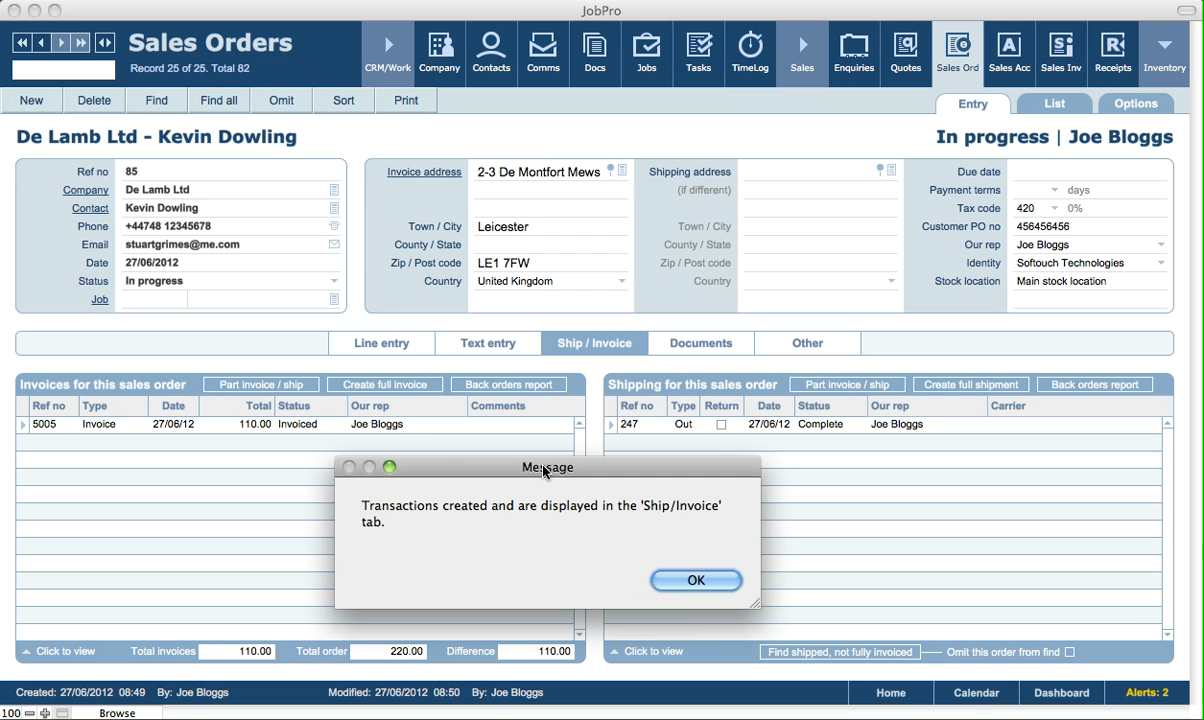 JobPro
Sales Orders
Record 25 of 25. Total 82
CRM/Work Company Contacts Comms Docs Jobs Tasks TimeLog Sales Enquiries Quotes Sales Ord Sales Acc Sales Inv Receipts Inventory
New Delete Find Find all Omit Sort Print Entry List Options
De Lamb Ltd - Kevin Dowling In progress | Joe Bloggs
Ref no 85
Company De Lamb Ltd
Contact Kevin Dowling
Phone +44748 12345678
Email stuartgrimes@me.com
Date 27/06/2012
Status In progress
Job
Invoice address 2-3 De Montfort Mews
Town / City Leicester
County / State
Zip / Post code LE1 7FW
Country United Kingdom
Shipping address
(if different)
Town / City
County / State
Zip / Post code
Country
Due date
Payment terms days
Tax code 420 0%
Customer PO no 456456456
Our rep Joe Bloggs
Identity Softouch Technologies
Stock location Main stock location
Line entry Text entry Ship / Invoice Documents Other
Invoices for this sales order Part invoice / ship Create full invoice Back orders report
Ref no Type Date Total Status Our rep Comments
5005 Invoice 27/06/12 110.00 Invoiced Joe Bloggs
Shipping for this sales order Part invoice / ship Create full shipment Back orders report
Ref no Type Return Date Status Our rep Carrier
247 Out 27/06/12 Complete Joe Bloggs
Message
Transactions created and are displayed in the 'Ship/Invoice'
tab.
OK
Click to view Total invoices 110.00 Total order 220.00 Difference 110.00
Click to view Find shipped, not fully invoiced Omit this order from find
Created: 27/06/2012 08:49 By: Joe Bloggs Modified: 27/06/2012 08:50 By: Joe Bloggs Home Calendar Dashboard Alerts: 2
100 Browse